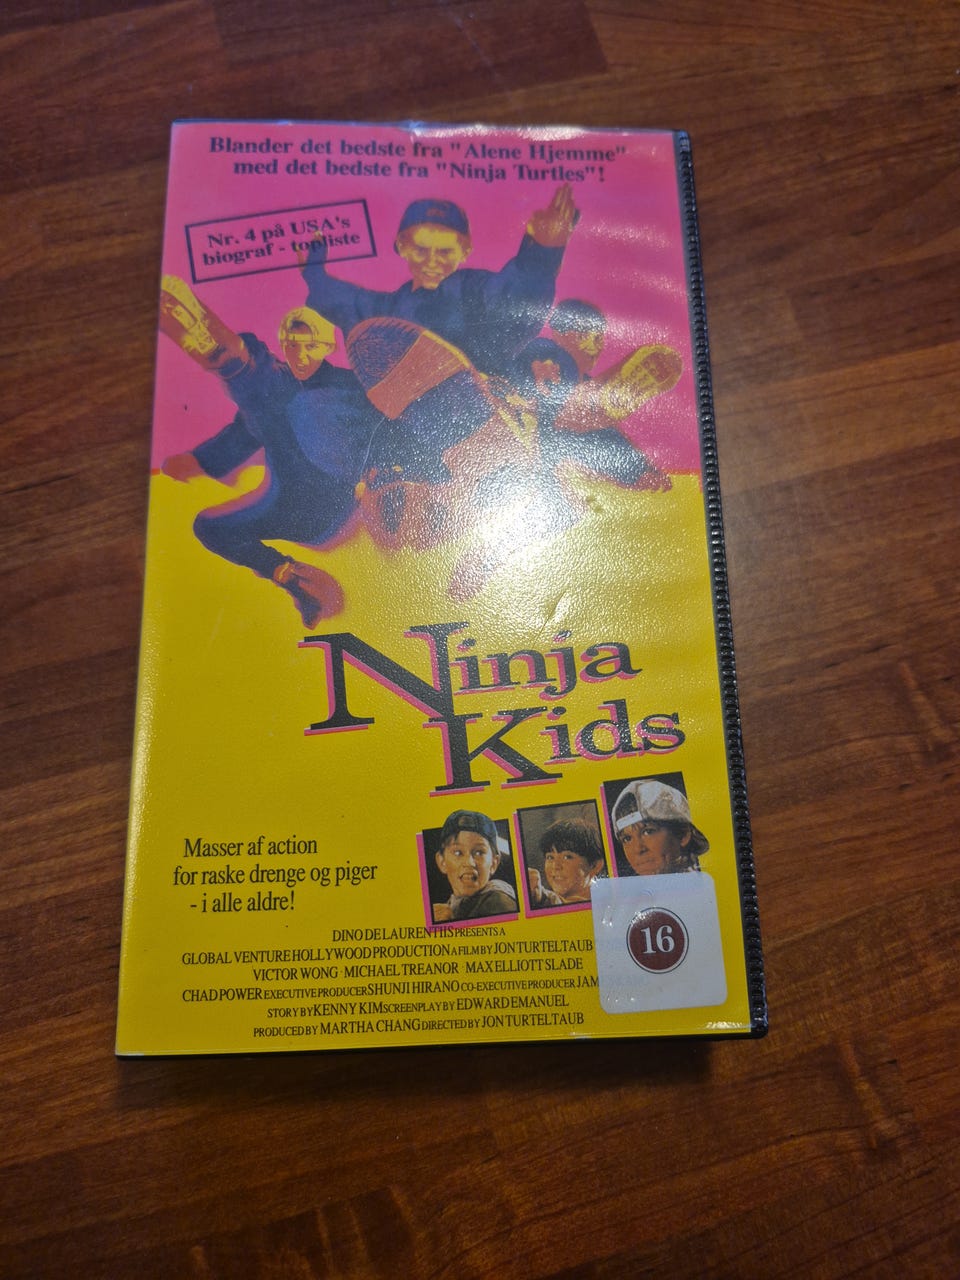 Blander det bedste fra "Alene Hjemme"
med det bedste fra "Ninja Turtles"!
Nr. 4 på USA's
biograf - topliste
Ninja
Kids
Masser af action
for raske drenge og piger
- i alle aldre!
16
DINO DE LAURENTIIS PRESENTS A
GLOBAL VENTURE HOLLYWOOD PRODUCTION A FILM BY JON TURTELTAUB
VICTOR WONG · MICHAEL TREANOR · MAX ELLIOTT SLADE
CHAD POWER EXECUTIVE PRODUCER SHUNJI HIRANO CO-EXECUTIVE PRODUCER
STORY BY KENNY KIM SCREENPLAY BY EDWARD EMANUEL
PRODUCED BY MARTHA CHANG DIRECTED BY JON TURTELTAUB